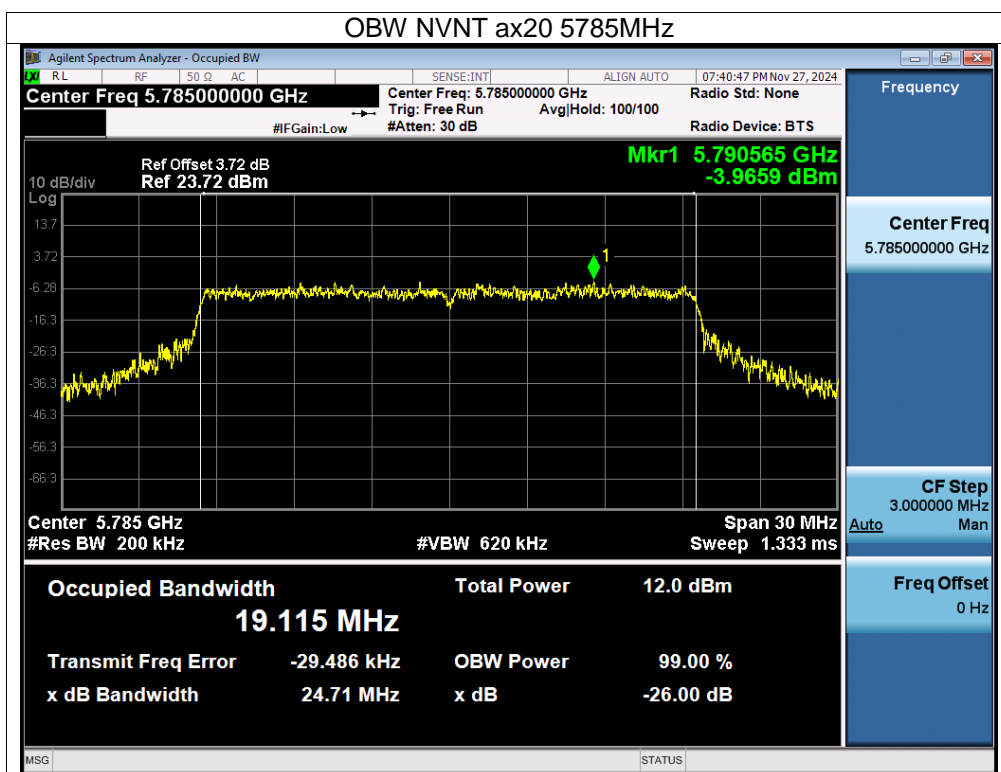 OBW NVNT ax20 5785MHz
Agilent Spectrum Analyzer - Occupied BW
LXI RL RF 50 Ω AC SENSE:INT ALIGN AUTO 07:40:47 PM Nov 27, 2024
Center Freq 5.785000000 GHz Center Freq: 5.785000000 GHz Radio Std: None Frequency
Trig: Free Run Avg|Hold: 100/100
#IFGain:Low #Atten: 30 dB Radio Device: BTS
Mkr1 5.790565 GHz
Ref Offset 3.72 dB
10 dB/div Ref 23.72 dBm -3.9659 dBm
Log
13.7
Center Freq
5.785000000 GHz
3.72
1
-6.28
-16.3
-26.3
-36.3
-46.3
-56.3
-66.3
CF Step
3.000000 MHz
Auto Man
Center 5.785 GHz Span 30 MHz
#Res BW 200 kHz #VBW 620 kHz Sweep 1.333 ms
Occupied Bandwidth Total Power 12.0 dBm
19.115 MHz
Freq Offset
0 Hz
Transmit Freq Error -29.486 kHz OBW Power 99.00 %
x dB Bandwidth 24.71 MHz x dB -26.00 dB
MSG STATUS